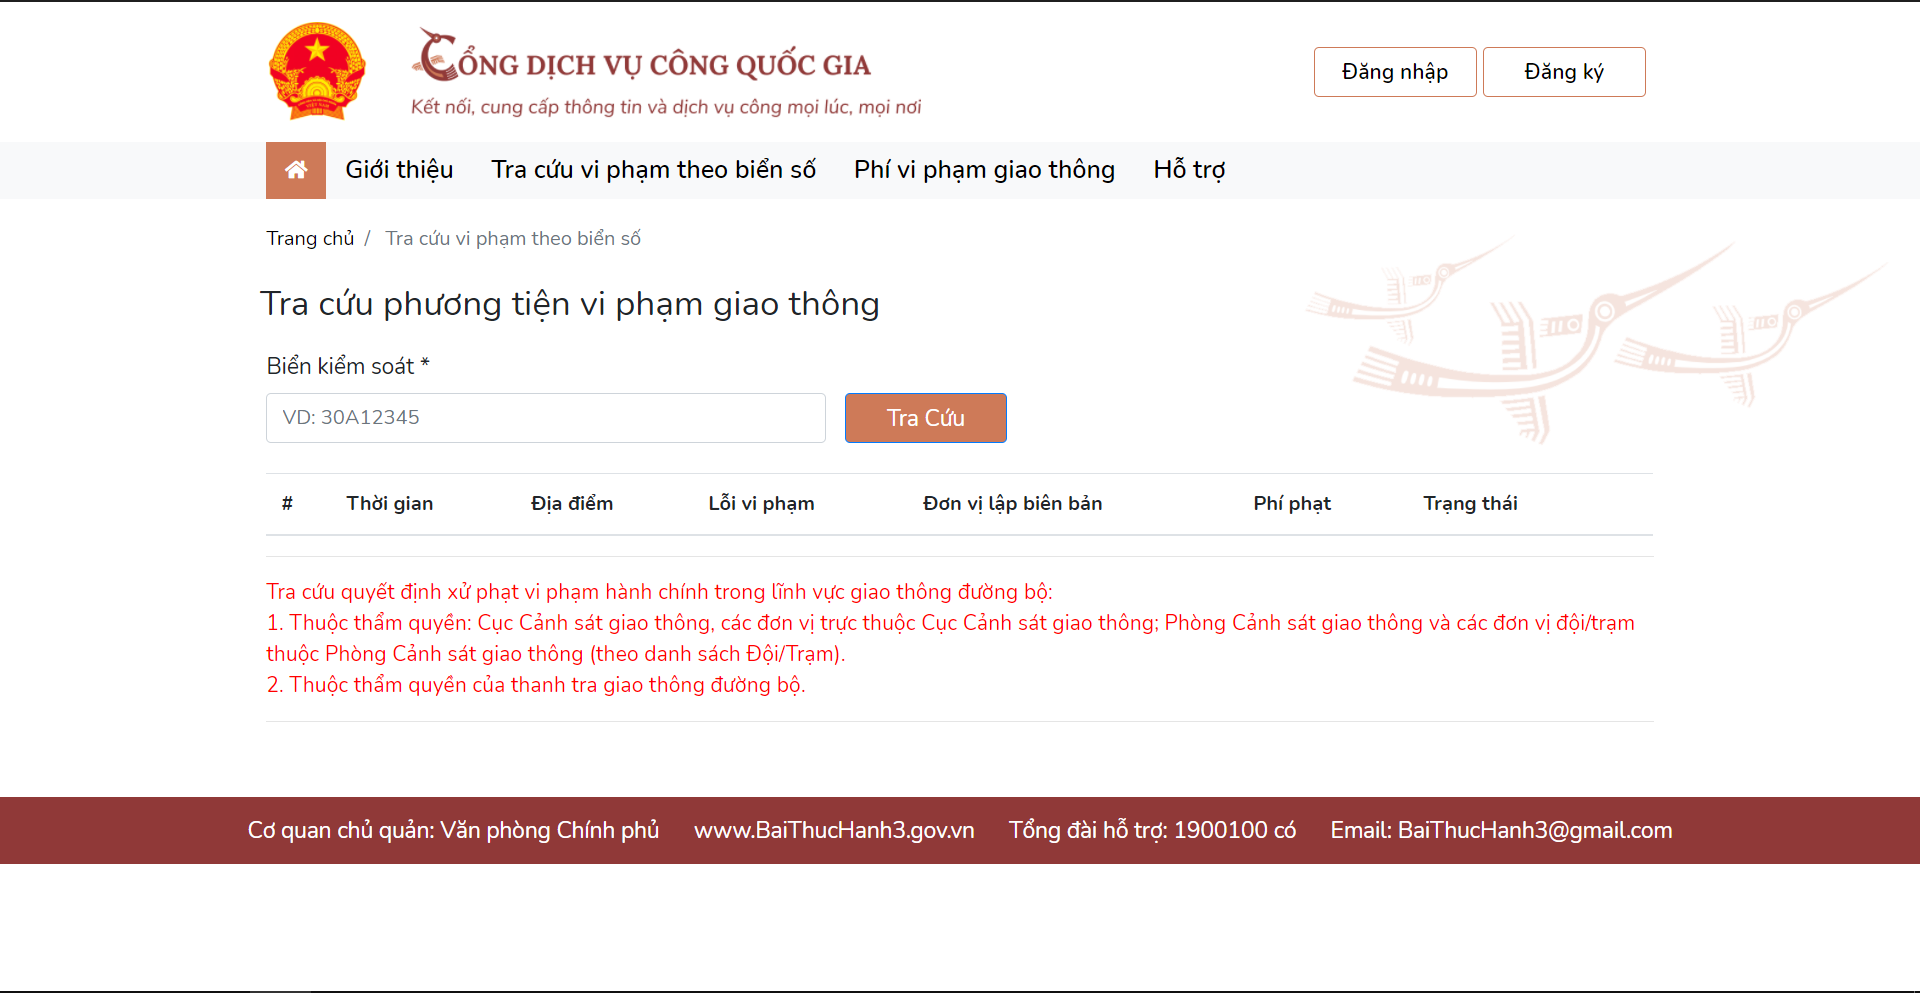 CỔNG DỊCH VỤ CÔNG QUỐC GIA
Kết nối, cung cấp thông tin và dịch vụ công mọi lúc, mọi nơi
Đăng nhập
Đăng ký
Giới thiệu
Tra cứu vi phạm theo biển số
Phí vi phạm giao thông
Hỗ trợ
Trang chủ / Tra cứu vi phạm theo biển số
Tra cứu phương tiện vi phạm giao thông
Biển kiểm soát *
VD: 30A12345
Tra Cứu
# Thời gian Địa điểm Lỗi vi phạm Đơn vị lập biên bản Phí phạt Trạng thái
Tra cứu quyết định xử phạt vi phạm hành chính trong lĩnh vực giao thông đường bộ:
1. Thuộc thẩm quyền: Cục Cảnh sát giao thông, các đơn vị trực thuộc Cục Cảnh sát giao thông; Phòng Cảnh sát giao thông và các đơn vị đội/trạm
thuộc Phòng Cảnh sát giao thông (theo danh sách Đội/Trạm).
2. Thuộc thẩm quyền của thanh tra giao thông đường bộ.
Cơ quan chủ quản: Văn phòng Chính phủ www.BaiThucHanh3.gov.vn Tổng đài hỗ trợ: 1900100 có Email: BaiThucHanh3@gmail.com